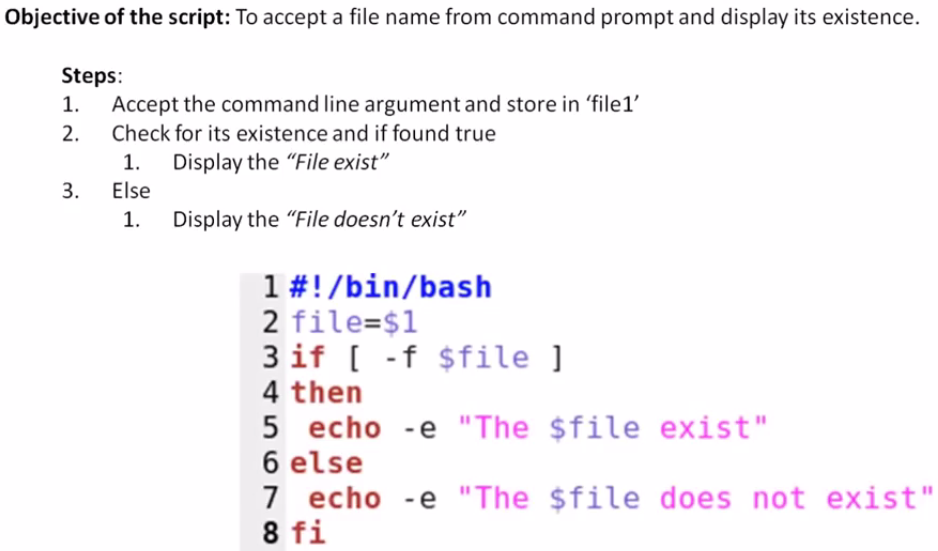 Objective of the script: To accept a file name from command prompt and display its existence.
Steps:
1. Accept the command line argument and store in ‘file1’
2. Check for its existence and if found true
1. Display the “File exist”
3. Else
1. Display the “File doesn’t exist”
1 #!/bin/bash
2 file=$1
3 if [ -f $file ]
4 then
5  echo -e "The $file exist"
6 else
7  echo -e "The $file does not exist"
8 fi